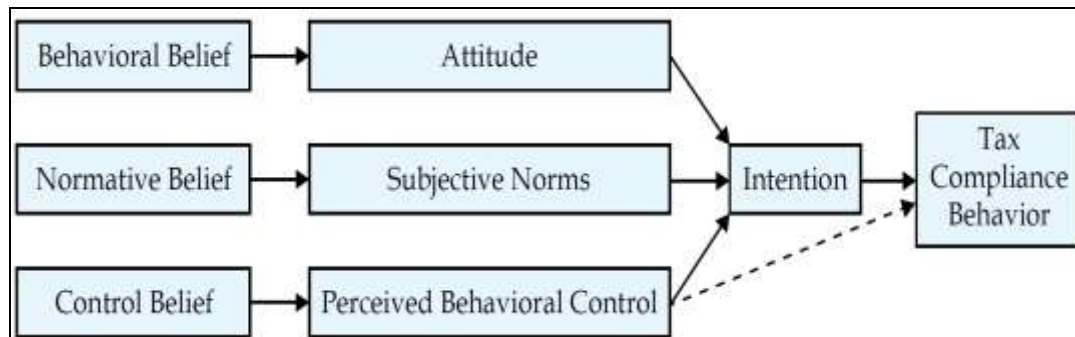 Behavioral Belief
Attitude
Normative Belief
Subjective Norms
Intention
Tax
Compliance
Behavior
Control Belief
Perceived Behavioral Control